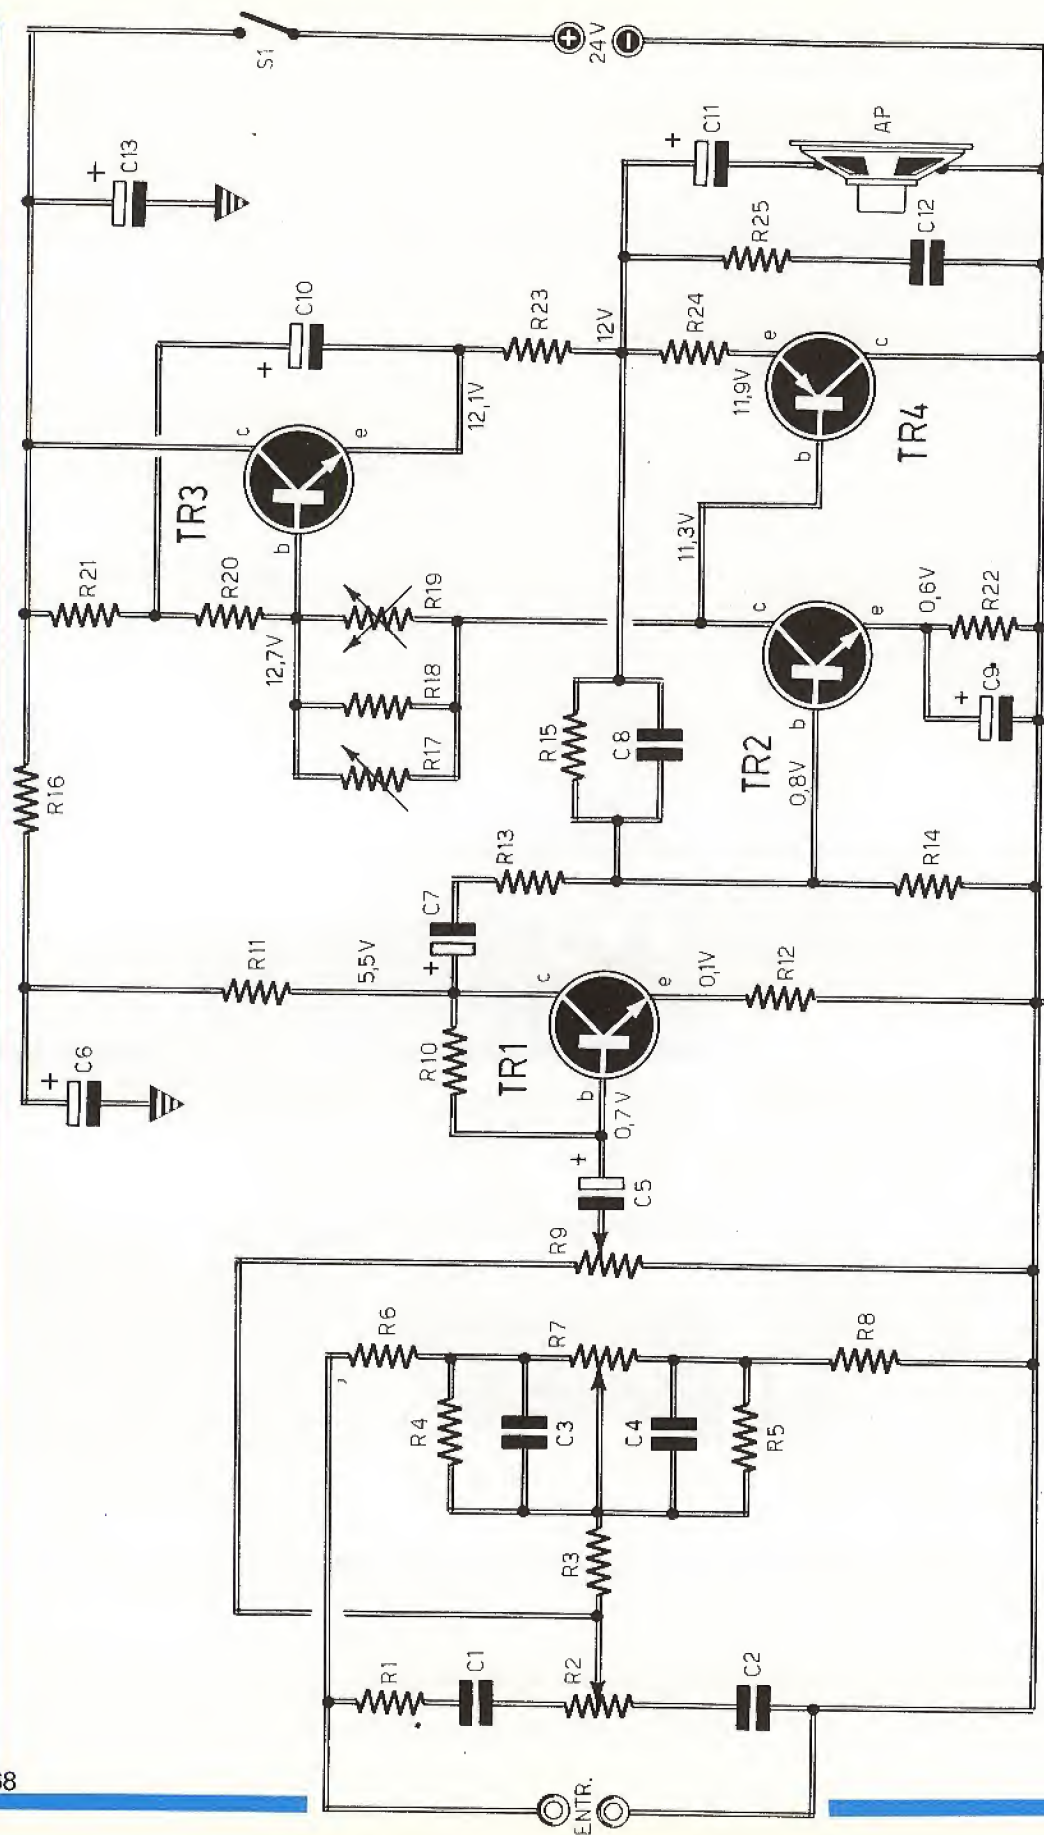 68
ENTR.
R1
C1
R2
C2
R3
R4
C3
C4
R5
R6
R7
R8
R9
C5
+
C6
+
R10
TR1
b
c
e
0,7V
0,1V
5,5V
R11
R12
C7
+
R13
R14
R15
C8
R16
R17
R18
R19
12,7V
R20
R21
TR2
b
c
e
0,8V
0,6V
C9
+
R22
11,3V
TR3
b
c
e
12,1V
C10
+
R23
12V
R24
11,9V
TR4
b
e
c
R25
C12
C11
+
AP
C13
+
S1
+
24V
-